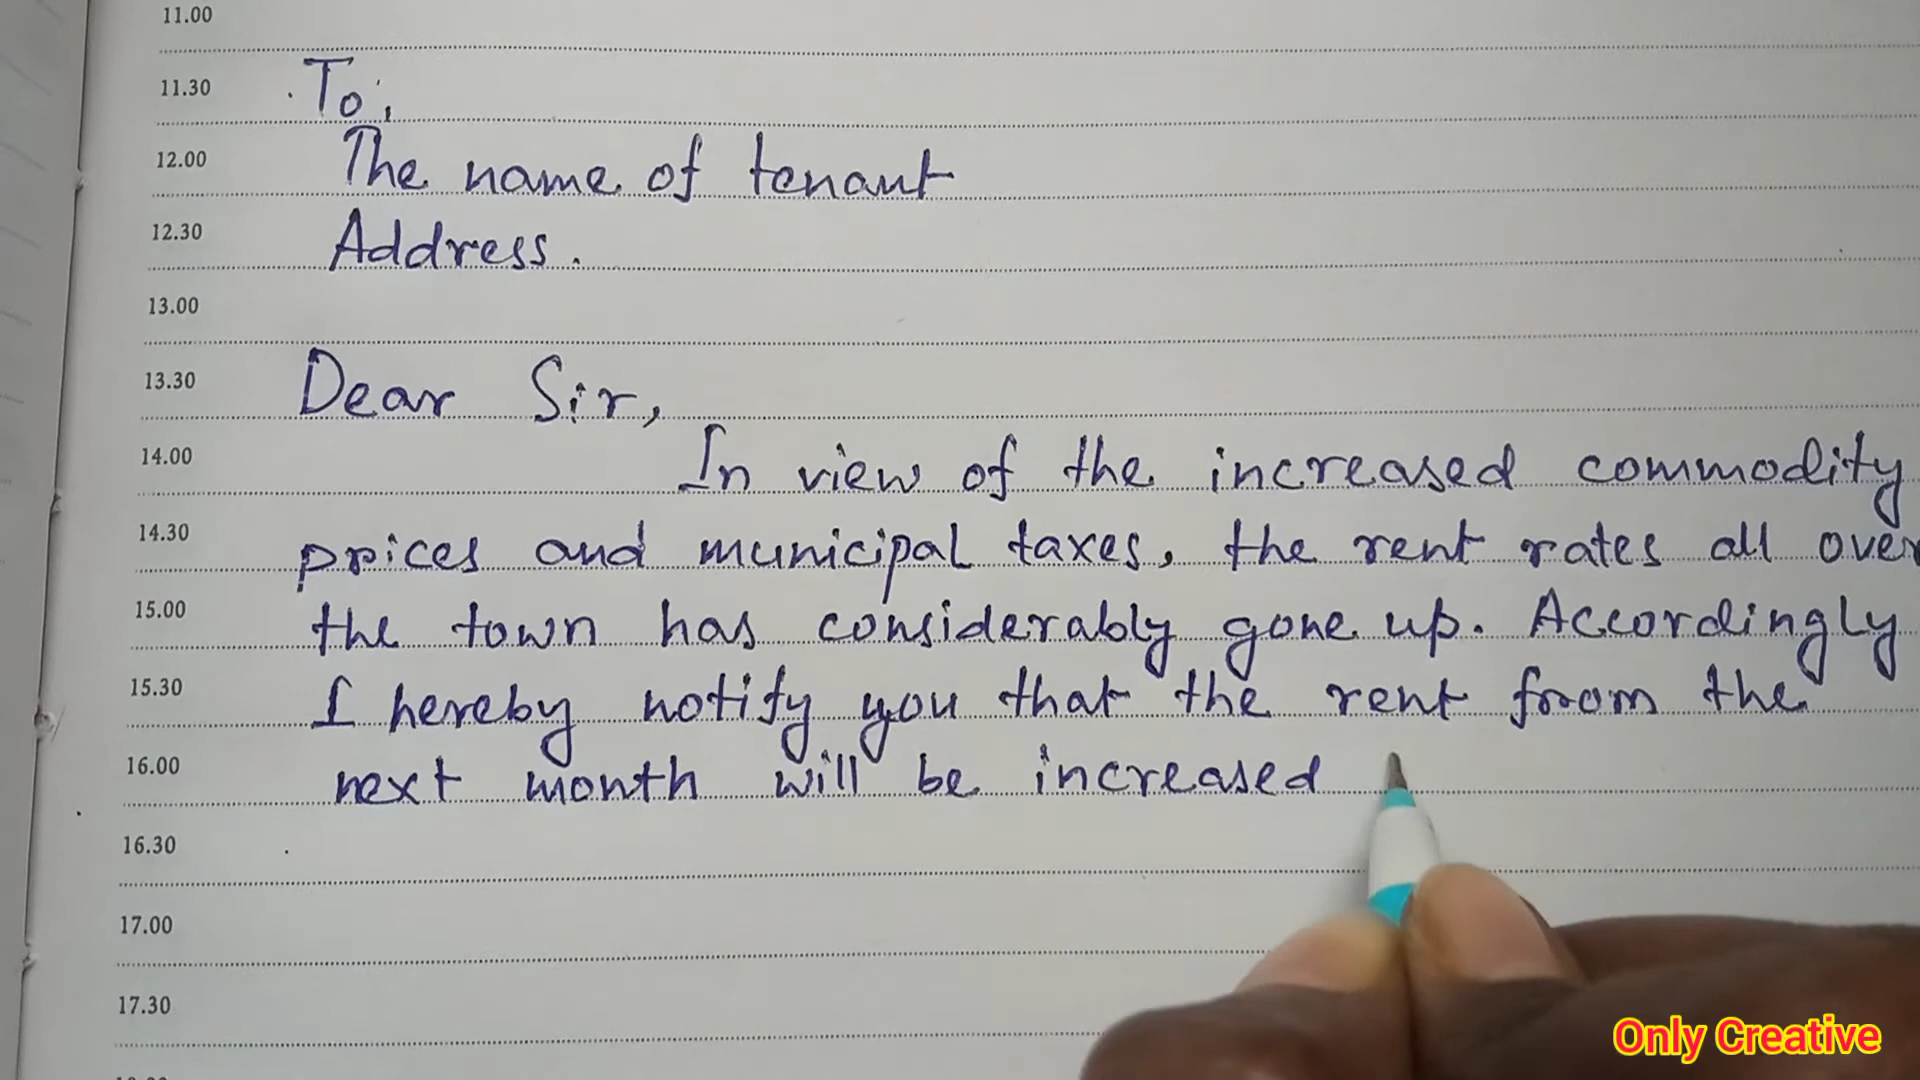 11.00
11.30 To,
12.00 The name of tenant
12.30 Address.
13.00
13.30 Dear Sir,
14.00 In view of the increased commodity
14.30 prices and municipal taxes, the rent rates all over
15.00 the town has considerably gone up. Accordingly
15.30 I hereby notify you that the rent from the
16.00 next month will be increased
16.30
17.00
17.30
Only Creative